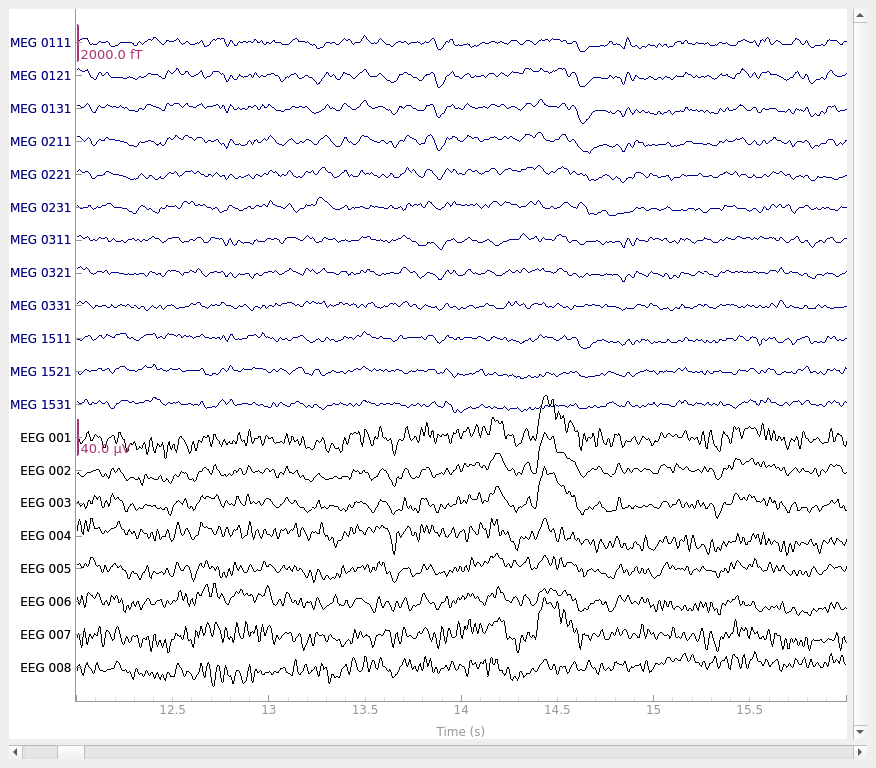 MEG 0111
2000.0 fT
MEG 0121
MEG 0131
MEG 0211
MEG 0221
MEG 0231
MEG 0311
MEG 0321
MEG 0331
MEG 1511
MEG 1521
MEG 1531
EEG 001
40.0 µV
EEG 002
EEG 003
EEG 004
EEG 005
EEG 006
EEG 007
EEG 008
12.5 13 13.5 14 14.5 15 15.5
Time (s)